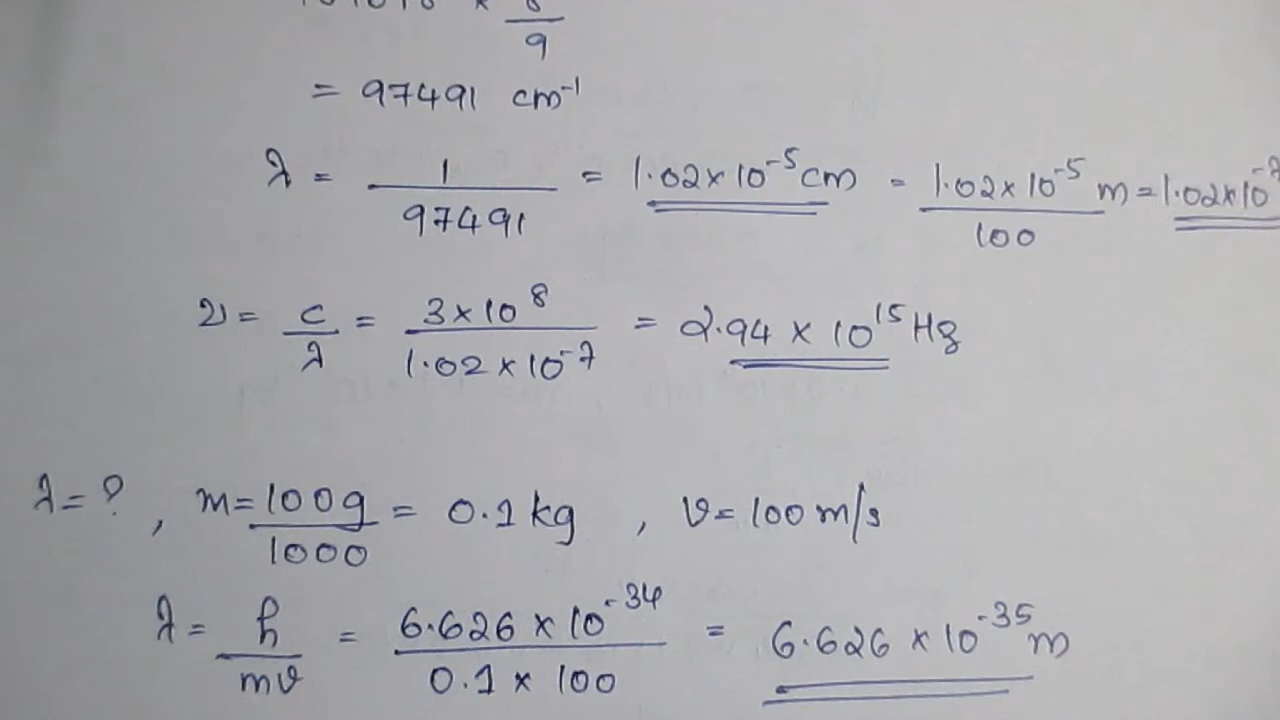 × 8/9
= 97491 cm⁻¹
λ = 1/97491 = 1.02×10⁻⁵ cm = 1.02×10⁻⁵/100 m = 1.02×10⁻⁷
ν = c/λ = 3×10⁸/1.02×10⁻⁷ = 2.94 × 10¹⁵ Hz
λ = ? , m = 100g/1000 = 0.1 kg , v = 100 m/s
λ = h/mv = 6.626 × 10⁻³⁴/0.1 × 100 = 6.626 × 10⁻³⁵ m